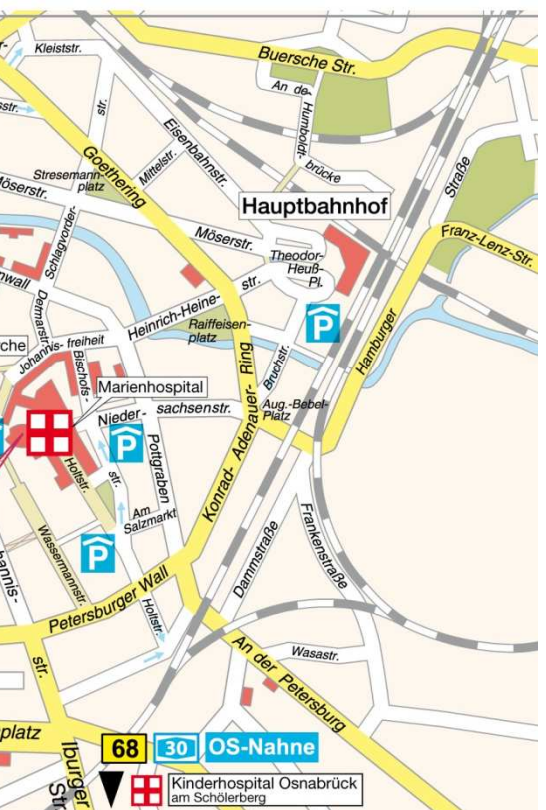 Kleiststr.
Buersche Str.
An der
Humboldt-
brücke
str.
Eisenbahnstr.
Goethering
Mittelstr.
Stresemann-
platz
Straße
Möserstr.
Hauptbahnhof
Schlagvorder-
Möserstr.
Franz-Lenz-Str.
Theodor-
Heuß-
Pl.
str.
Heinrich-Heine-
P
Raiffeisen-
platz
Hamburger
Johannis- freiheit
Bischofs-
Bruchstr.
Marienhospital
Konrad- Adenauer- Ring
Aug.-Bebel-
Platz
Nieder- sachsenstr.
P
Pottgraben
Holtstr.
str.
Am
Salzmarkt
Wassermannstr.
P
Dammstraße
Frankenstraße
Petersburger Wall
Holtstr.
An der Petersburg
Wasastr.
str.
platz
68
30
OS-Nahne
Iburger
Kinderhospital Osnabrück
am Schölerberg